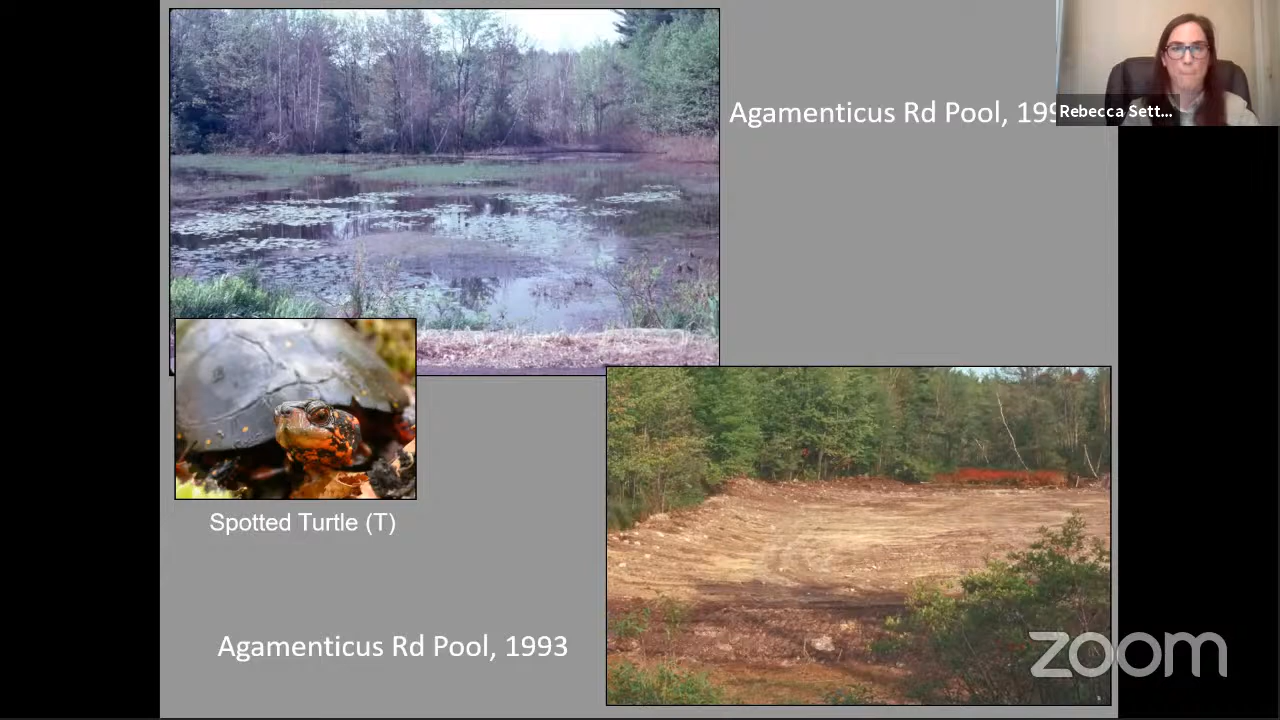 Agamenticus Rd Pool, 199
Rebecca Sett...
Spotted Turtle (T)
Agamenticus Rd Pool, 1993
zoom